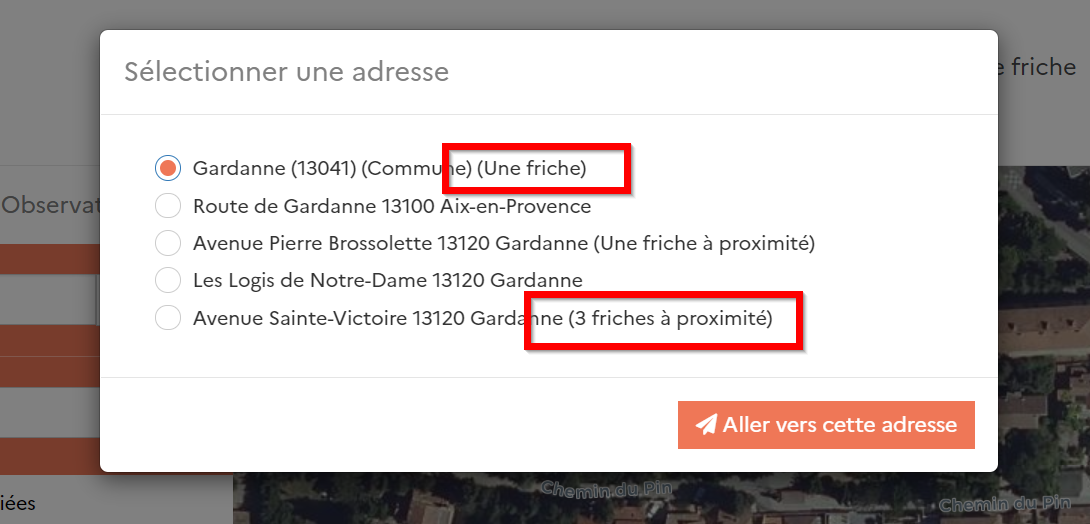 Sélectionner une adresse
e friche
Gardanne (13041) (Commune) (Une friche)
Route de Gardanne 13100 Aix-en-Provence
Observat
Avenue Pierre Brossolette 13120 Gardanne (Une friche à proximité)
Les Logis de Notre-Dame 13120 Gardanne
Avenue Sainte-Victoire 13120 Gardanne (3 friches à proximité)
Aller vers cette adresse
iées
Chemin du Pin
Chemin du Pin